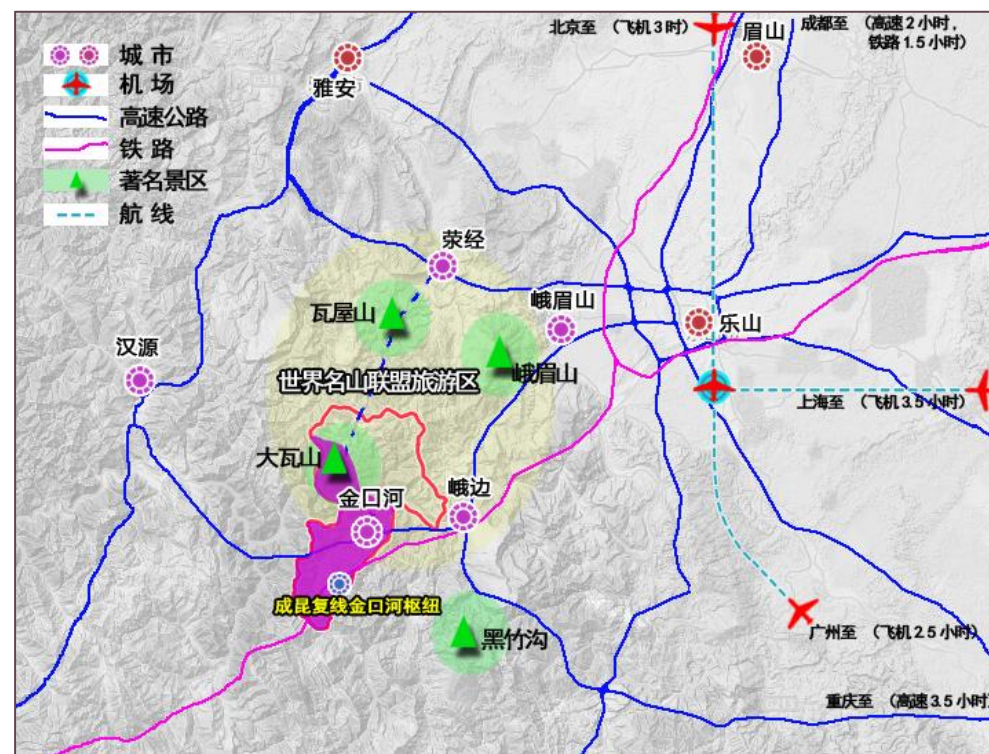 北京至 (飞机3时)
成都至 (高速2小时,
铁路1.5小时)
眉山
城 市
机 场
高速公路
铁 路
著名景区
航 线
雅安
荥经
瓦屋山
峨眉山
乐山
汉源
峨眉山
世界名山联盟旅游区
上海至 (飞机3.5小时)
大瓦山
金口河
峨边
成昆复线金口河枢纽
黑竹沟
广州至 (飞机2.5小时)
重庆至 (高速3.5小时)